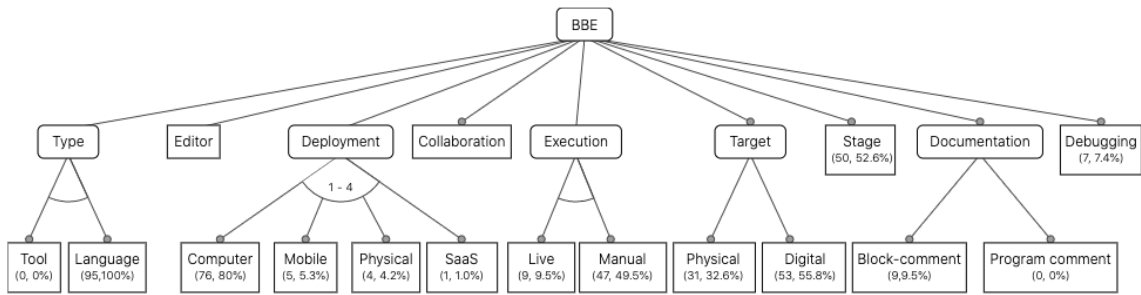 BBE
Type
Editor
Deployment
Collaboration
Execution
Target
Stage
(50, 52.6%)
Documentation
Debugging
(7, 7.4%)
1 - 4
Tool
(0, 0%)
Language
(95,100%)
Computer
(76, 80%)
Mobile
(5, 5.3%)
Physical
(4, 4.2%)
SaaS
(1, 1.0%)
Live
(9, 9.5%)
Manual
(47, 49.5%)
Physical
(31, 32.6%)
Digital
(53, 55.8%)
Block-comment
(9,9.5%)
Program comment
(0, 0%)